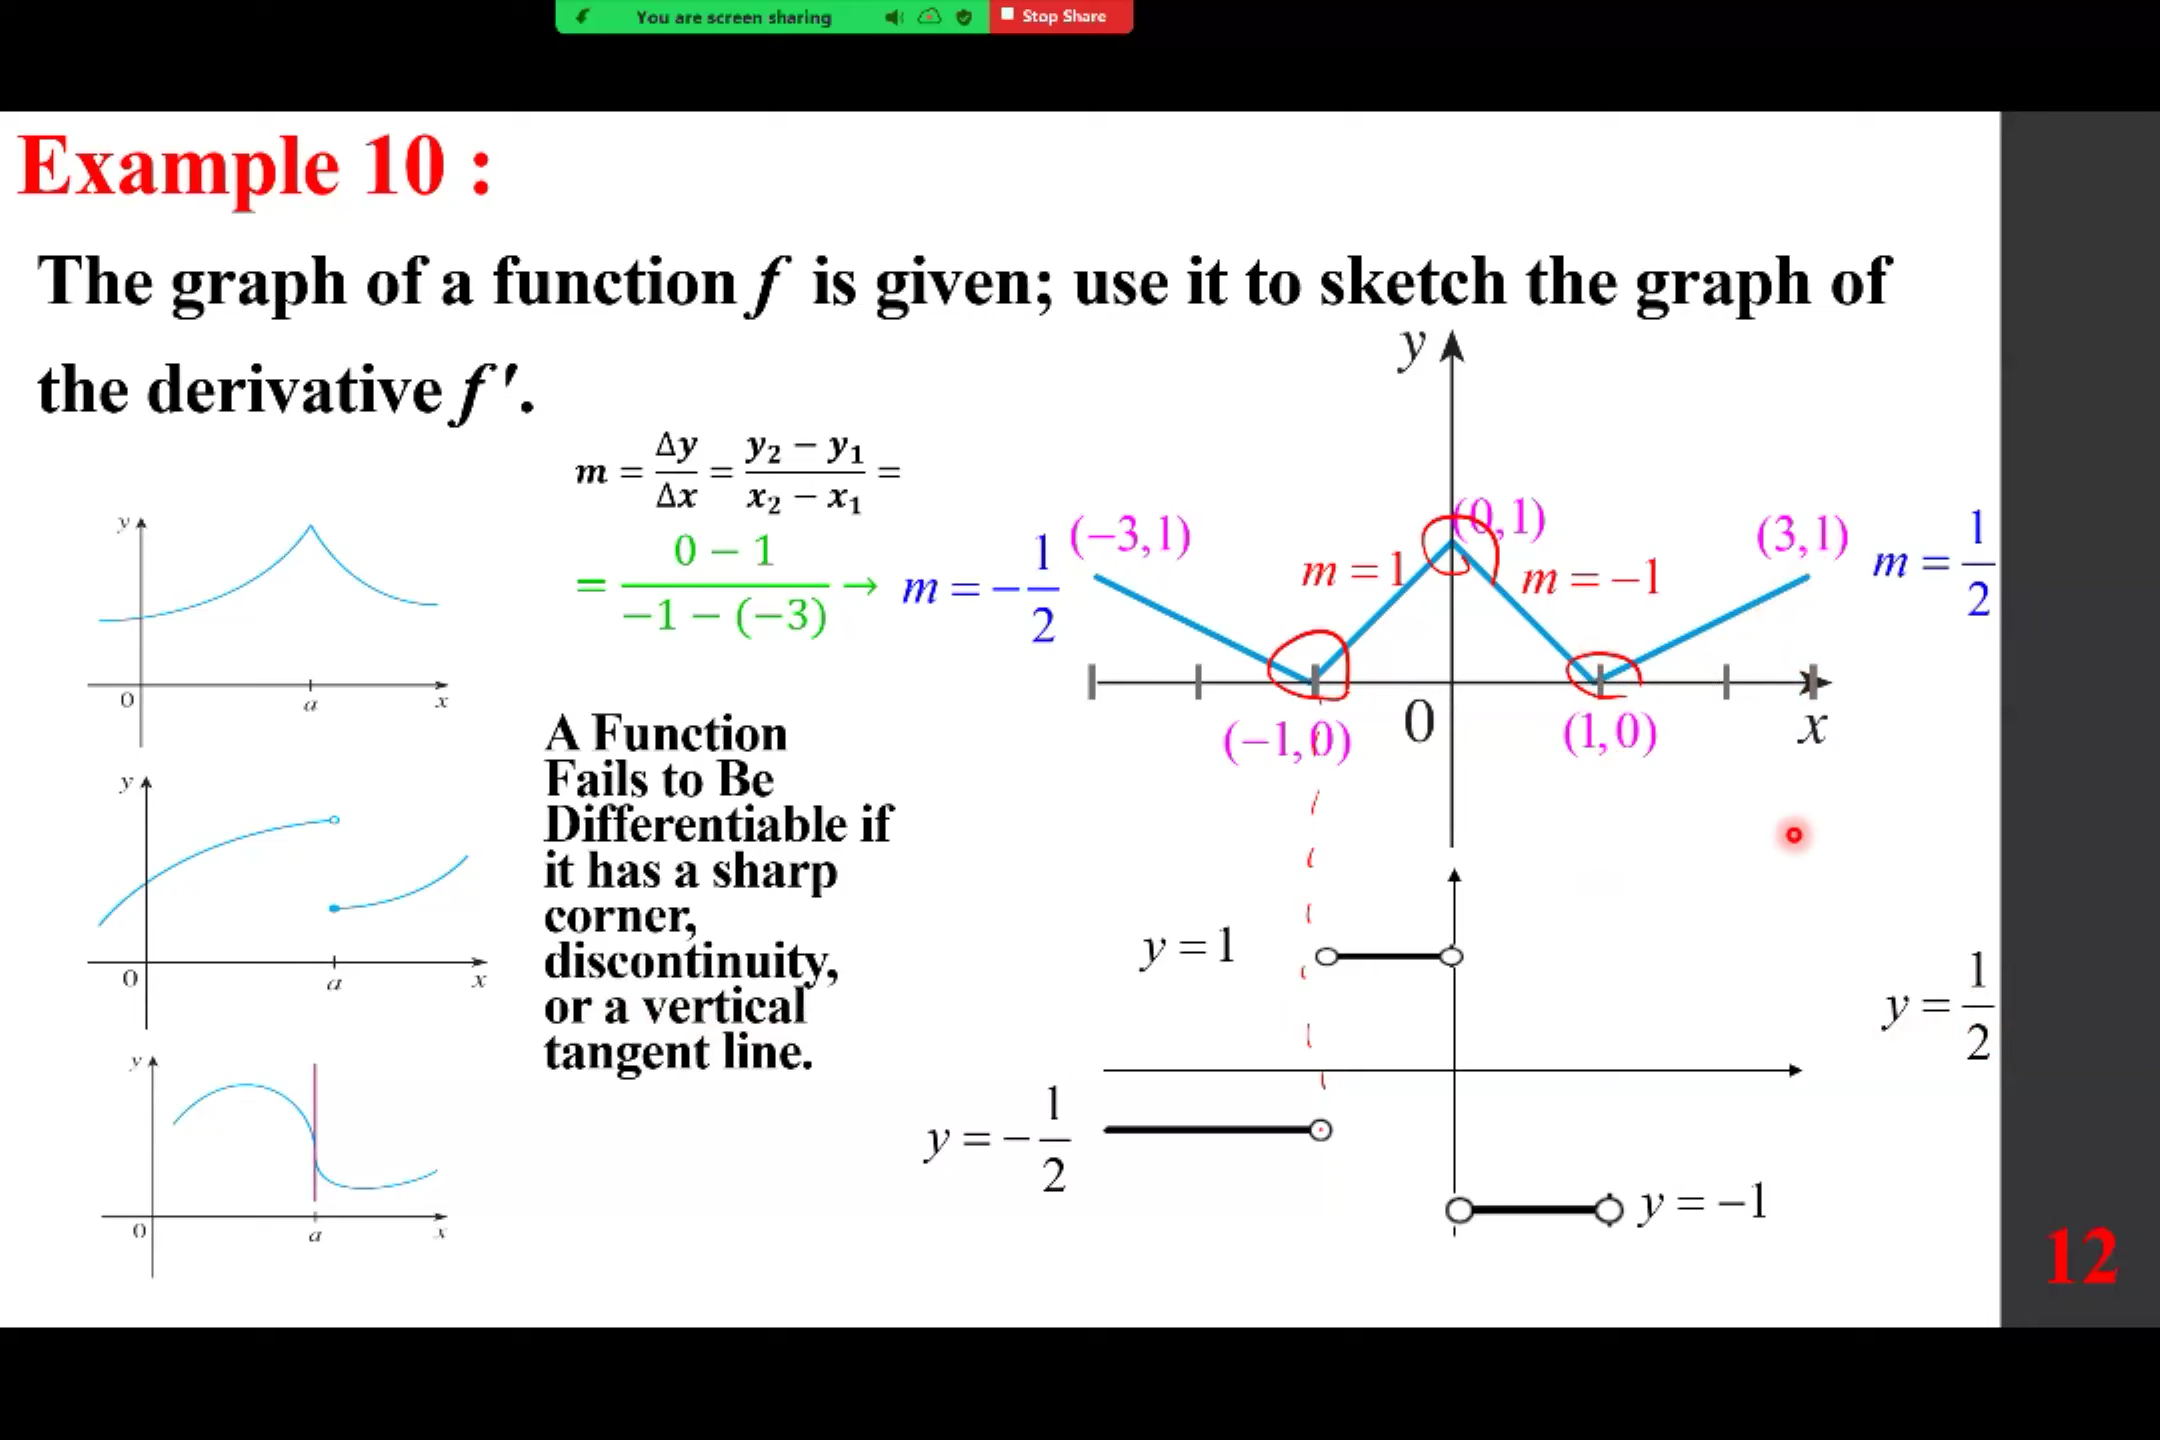 You are screen sharing
Stop Share
Example 10 :
The graph of a function f is given; use it to sketch the graph of
the derivative f′.
m = Δy/Δx = (y₂ − y₁)/(x₂ − x₁) =
= (0 − 1)/(−1 − (−3)) → m = −1/2
y
(−3,1)
(0,1)
(3,1)
m = 1
m = −1
m = 1/2
(−1,0)
0
(1,0)
x
y
0
a
x
A Function
Fails to Be
Differentiable if
it has a sharp
corner,
discontinuity,
or a vertical
tangent line.
y
0
a
x
y
0
a
x
y = 1
y = 1/2
y = −1/2
y = −1
12